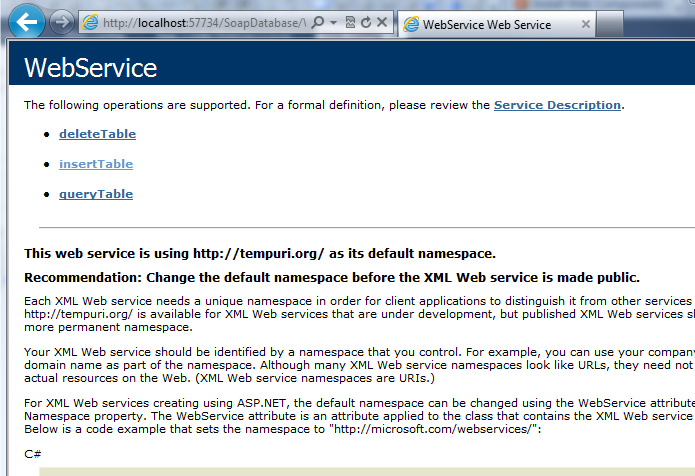 http://localhost:57734/SoapDatabase/
WebService Web Service
WebService
The following operations are supported. For a formal definition, please review the Service Description.
deleteTable
insertTable
queryTable
This web service is using http://tempuri.org/ as its default namespace.
Recommendation: Change the default namespace before the XML Web service is made public.
Each XML Web service needs a unique namespace in order for client applications to distinguish it from other services
http://tempuri.org/ is available for XML Web services that are under development, but published XML Web services
more permanent namespace.
Your XML Web service should be identified by a namespace that you control. For example, you can use your company
domain name as part of the namespace. Although many XML Web service namespaces look like URLs, they need not
actual resources on the Web. (XML Web service namespaces are URIs.)
For XML Web services creating using ASP.NET, the default namespace can be changed using the WebService attribute
Namespace property. The WebService attribute is an attribute applied to the class that contains the XML Web service
Below is a code example that sets the namespace to "http://microsoft.com/webservices/":
C#